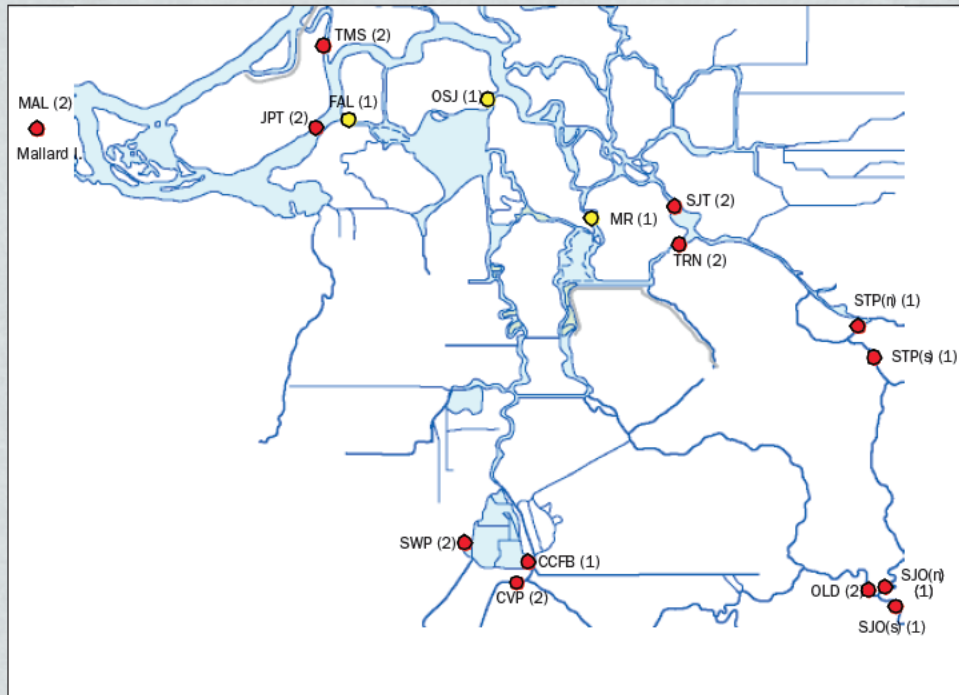 TMS (2)
MAL (2)
FAL (1)
OSJ (1)
JPT (2)
Mallard I.
SJT (2)
MR (1)
TRN (2)
STP(n) (1)
STP(s) (1)
SWP (2)
CCFB (1)
CVP (2)
OLD (2)
SJO(n)
(1)
SJO(s) (1)